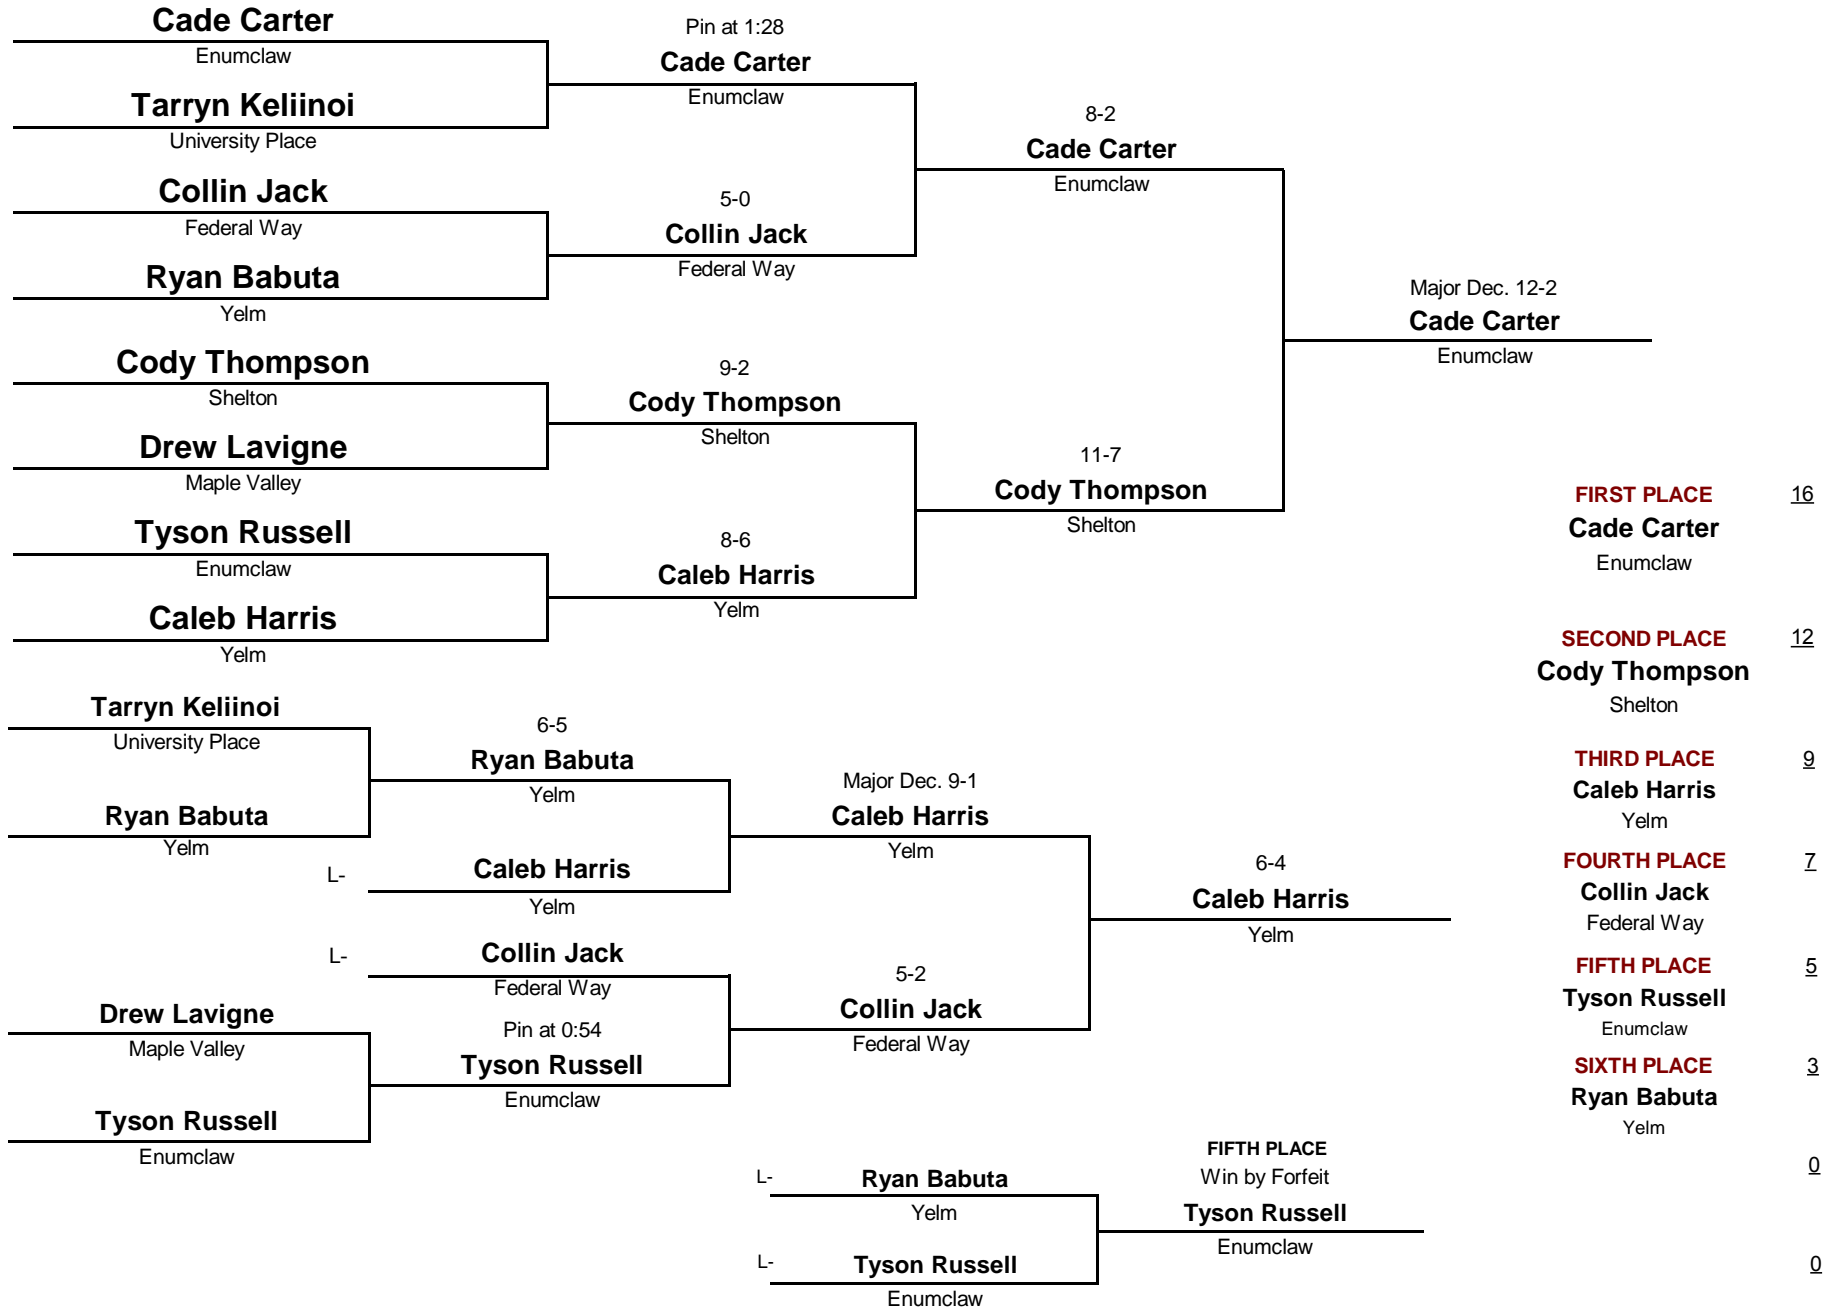 Cade Carter
Enumclaw
Tarryn Keliinoi
University Place
Collin Jack
Federal Way
Ryan Babuta
Yelm
Cody Thompson
Shelton
Drew Lavigne
Maple Valley
Tyson Russell
Enumclaw
Caleb Harris
Yelm
Pin at 1:28
Cade Carter
Enumclaw
5-0
Collin Jack
Federal Way
9-2
Cody Thompson
Shelton
8-6
Caleb Harris
Yelm
8-2
Cade Carter
Enumclaw
11-7
Cody Thompson
Shelton
Major Dec. 12-2
Cade Carter
Enumclaw
Tarryn Keliinoi
University Place
Ryan Babuta
Yelm
Drew Lavigne
Maple Valley
Tyson Russell
Enumclaw
6-5
Ryan Babuta
Yelm
L-
Caleb Harris
Yelm
L-
Collin Jack
Federal Way
Pin at 0:54
Tyson Russell
Enumclaw
Major Dec. 9-1
Caleb Harris
Yelm
5-2
Collin Jack
Federal Way
6-4
Caleb Harris
Yelm
L-
Ryan Babuta
Yelm
L-
Tyson Russell
Enumclaw
FIFTH PLACE
Win by Forfeit
Tyson Russell
Enumclaw
FIRST PLACE 16
Cade Carter
Enumclaw
SECOND PLACE 12
Cody Thompson
Shelton
THIRD PLACE 9
Caleb Harris
Yelm
FOURTH PLACE 7
Collin Jack
Federal Way
FIFTH PLACE 5
Tyson Russell
Enumclaw
SIXTH PLACE 3
Ryan Babuta
Yelm
0
0